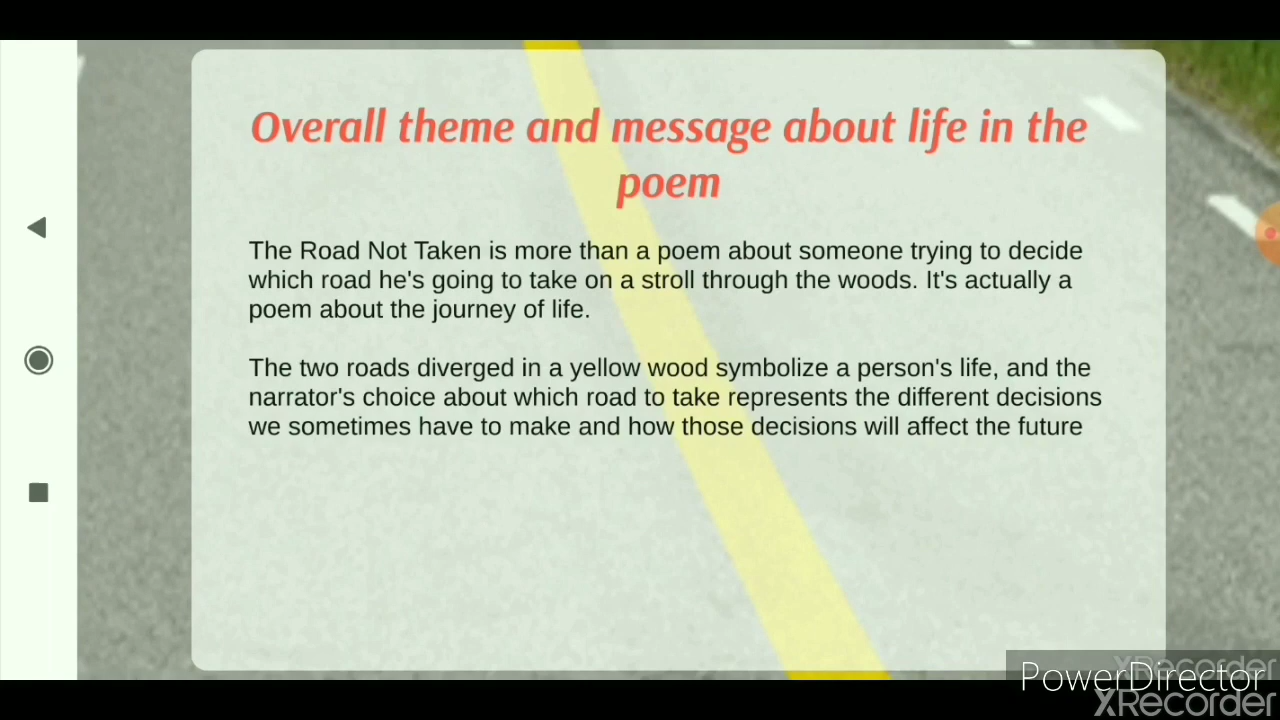 Overall theme and message about life in the
poem
The Road Not Taken is more than a poem about someone trying to decide
which road he's going to take on a stroll through the woods. It's actually a
poem about the journey of life.
The two roads diverged in a yellow wood symbolize a person's life, and the
narrator's choice about which road to take represents the different decisions
we sometimes have to make and how those decisions will affect the future
XRecorder
PowerDirector
XRecorder